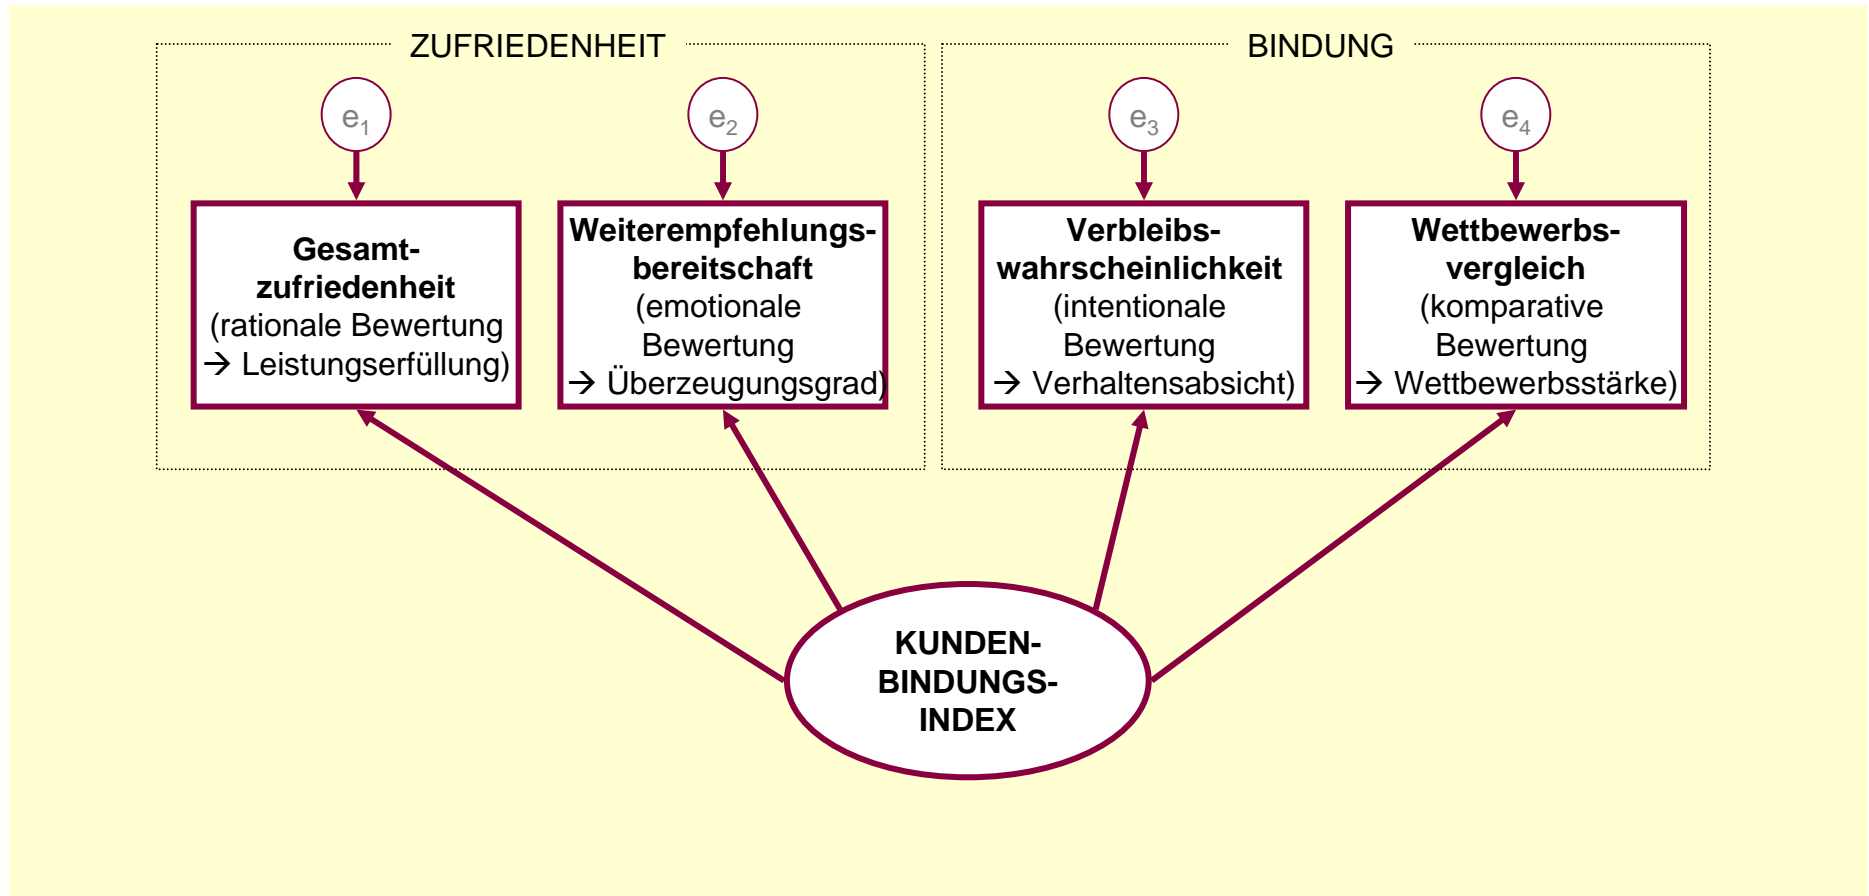 ZUFRIEDENHEIT
BINDUNG
e1
e2
e3
e4
Gesamt-
zufriedenheit
(rationale Bewertung
→ Leistungserfüllung)
Weiterempfehlungs-
bereitschaft
(emotionale
Bewertung
→ Überzeugungsgrad)
Verbleibs-
wahrscheinlichkeit
(intentionale
Bewertung
→ Verhaltensabsicht)
Wettbewerbs-
vergleich
(komparative
Bewertung
→ Wettbewerbsstärke)
KUNDEN-
BINDUNGS-
INDEX